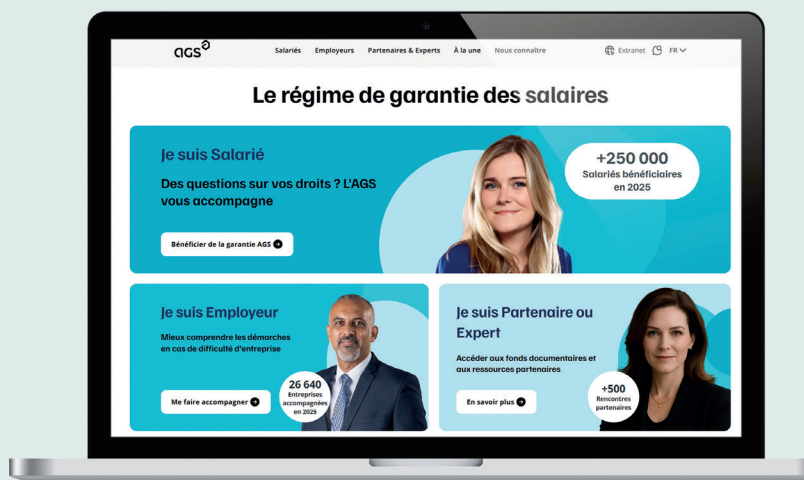 AGS
Salariés Employeurs Partenaires & Experts À la une Nous connaître Extranet FR
Le régime de garantie des salaires
Je suis Salarié
Des questions sur vos droits ? L'AGS
vous accompagne
Bénéficier de la garantie AGS
+250 000
Salariés bénéficiaires
en 2025
Je suis Employeur
Mieux comprendre les démarches
en cas de difficulté d'entreprise
Me faire accompagner
26 640
Entreprises
accompagnées
en 2025
Je suis Partenaire ou
Expert
Accéder aux fonds documentaires et
aux ressources partenaires
En savoir plus
+500
Rencontres
partenaires